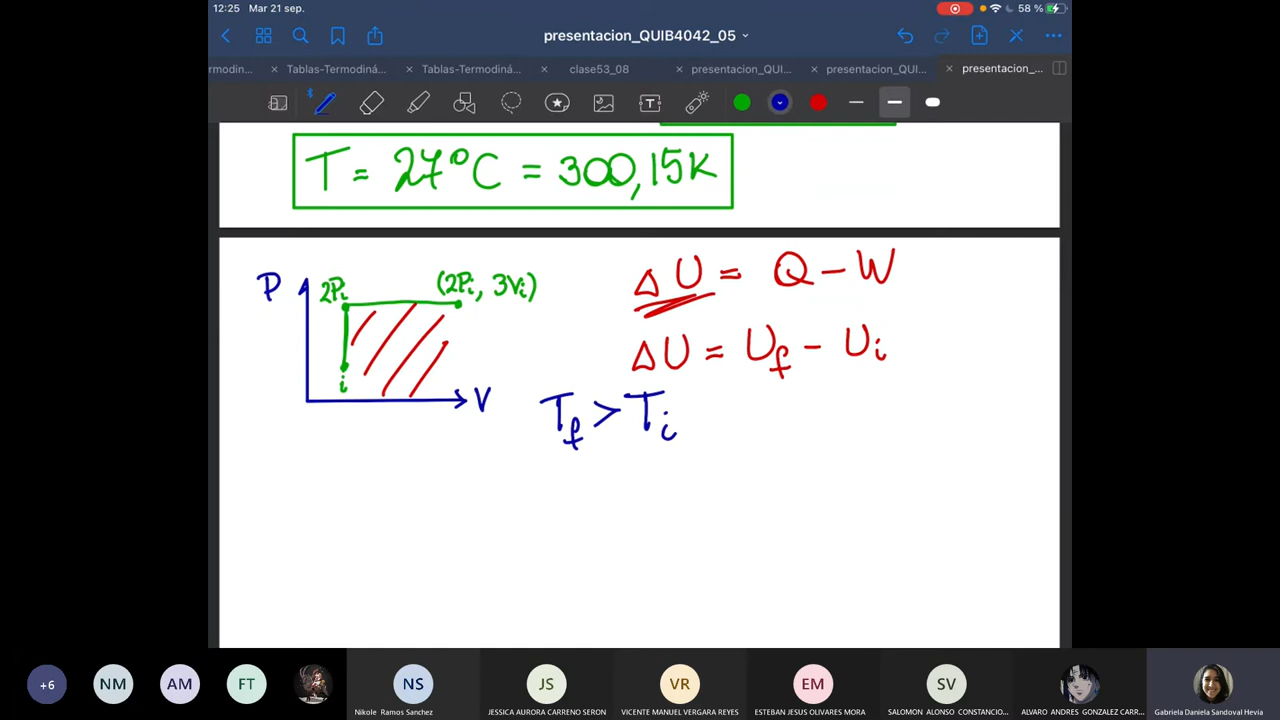 12:25 Mar 21 sep.
58 %
presentacion_QUIB4042_05
rmodin...
Tablas-Termodiná...
Tablas-Termodiná...
clase53_08
presentacion_QUI...
presentacion_QUI...
presentacion_...
T = 27°C = 300,15K
P
2Pi
(2Pi, 3Vi)
i
V
ΔU = Q - W
ΔU = Uf - Ui
Tf > Ti
+6
NM
AM
FT
NS
Nikole Ramos Sanchez
JS
JESSICA AURORA CARRENO SERON
VR
VICENTE MANUEL VERGARA REYES
EM
ESTEBAN JESUS OLIVARES MORA
SV
SALOMON ALONSO CONSTANCIO...
ALVARO ANDRES GONZALEZ CARR...
Gabriela Daniela Sandoval Hevia